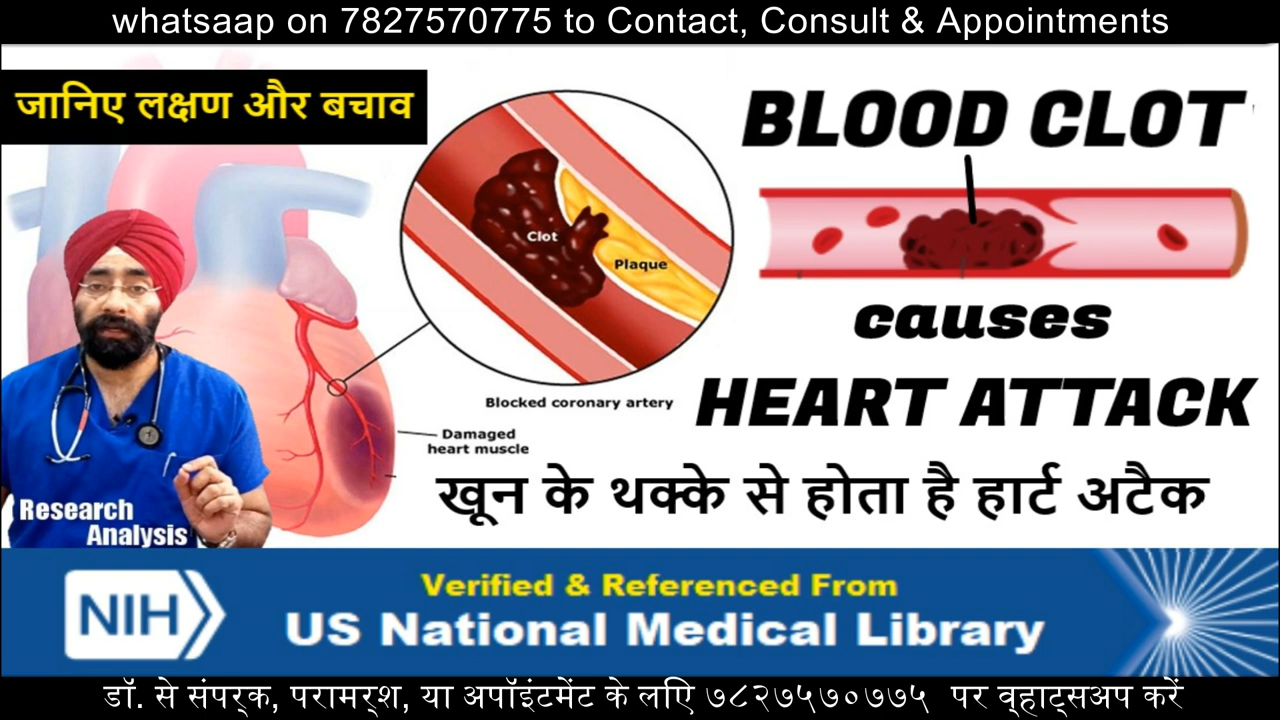 whatsaap on 7827570775 to Contact, Consult & Appointments
जानिए लक्षण और बचाव
BLOOD CLOT
Clot
Plaque
causes
HEART ATTACK
Blocked coronary artery
Damaged
heart muscle
खून के थक्के से होता है हार्ट अटैक
Research
Analysis
NIH
Verified & Referenced From
US National Medical Library
डॉ. से संपर्क, परामर्श, या अपॉइंटमेंट के लिए ७८२७५७०७७५ पर व्हाट्सअप करें